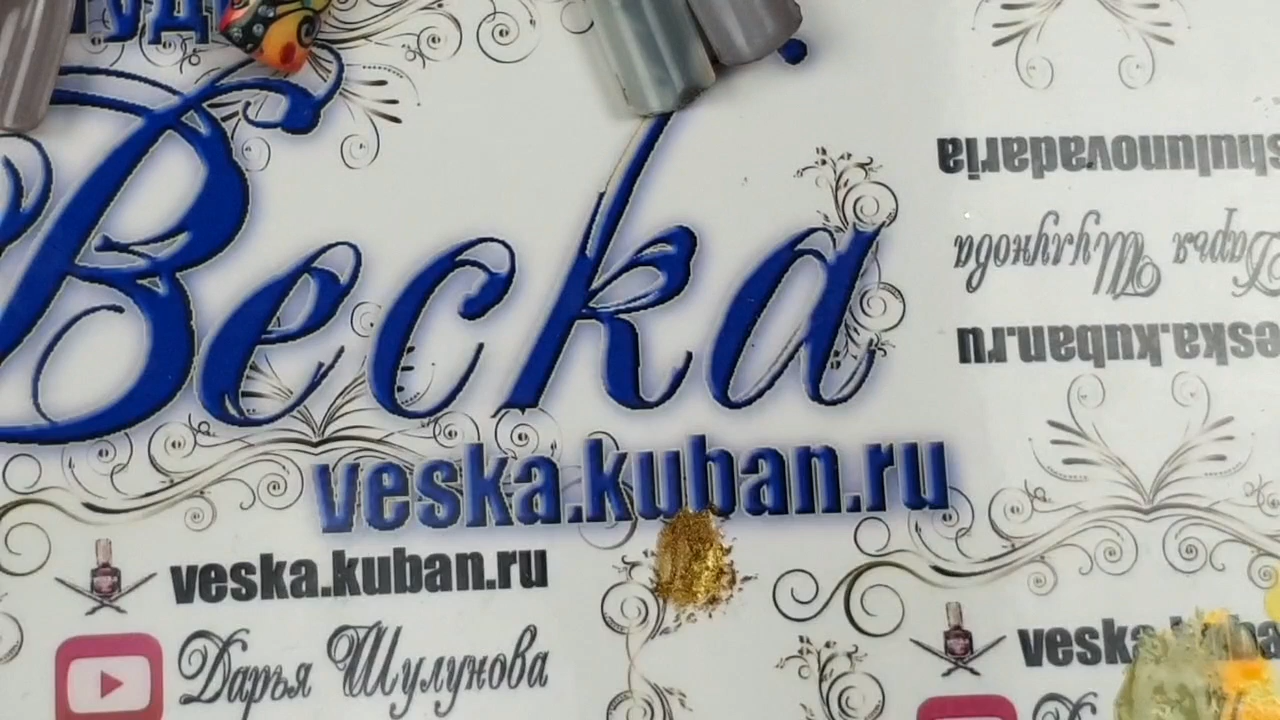 Веска
veska.kuban.ru
veska.kuban.ru
Дарья Шулунова
shulunovadaria
Дарья Шулунова
veska.kuban.ru